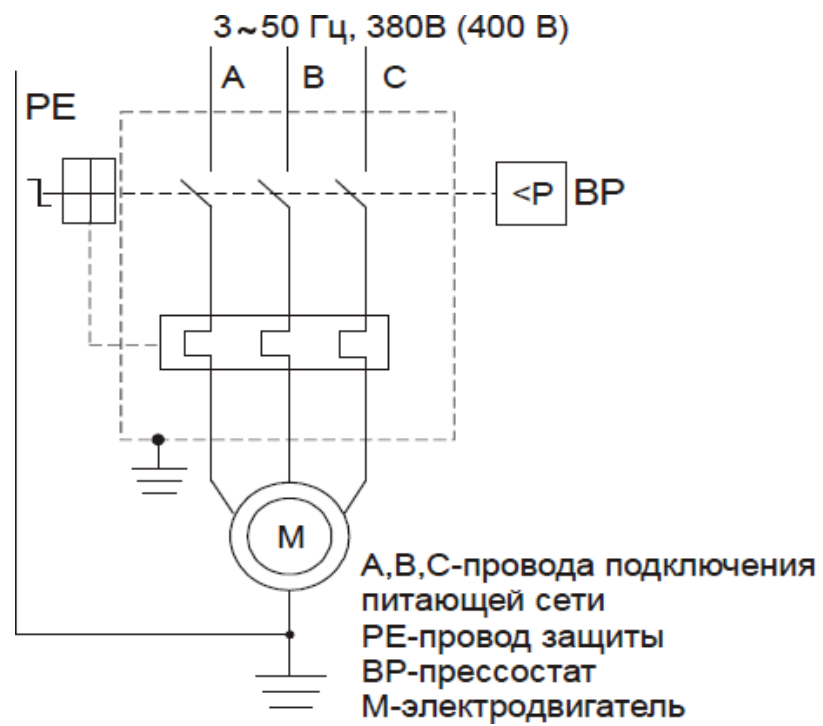 3~50 Гц, 380В (400 В)
A B C
PE
<P BP
M
A,B,C-провода подключения
питающей сети
PE-провод защиты
BP-прессостат
M-электродвигатель